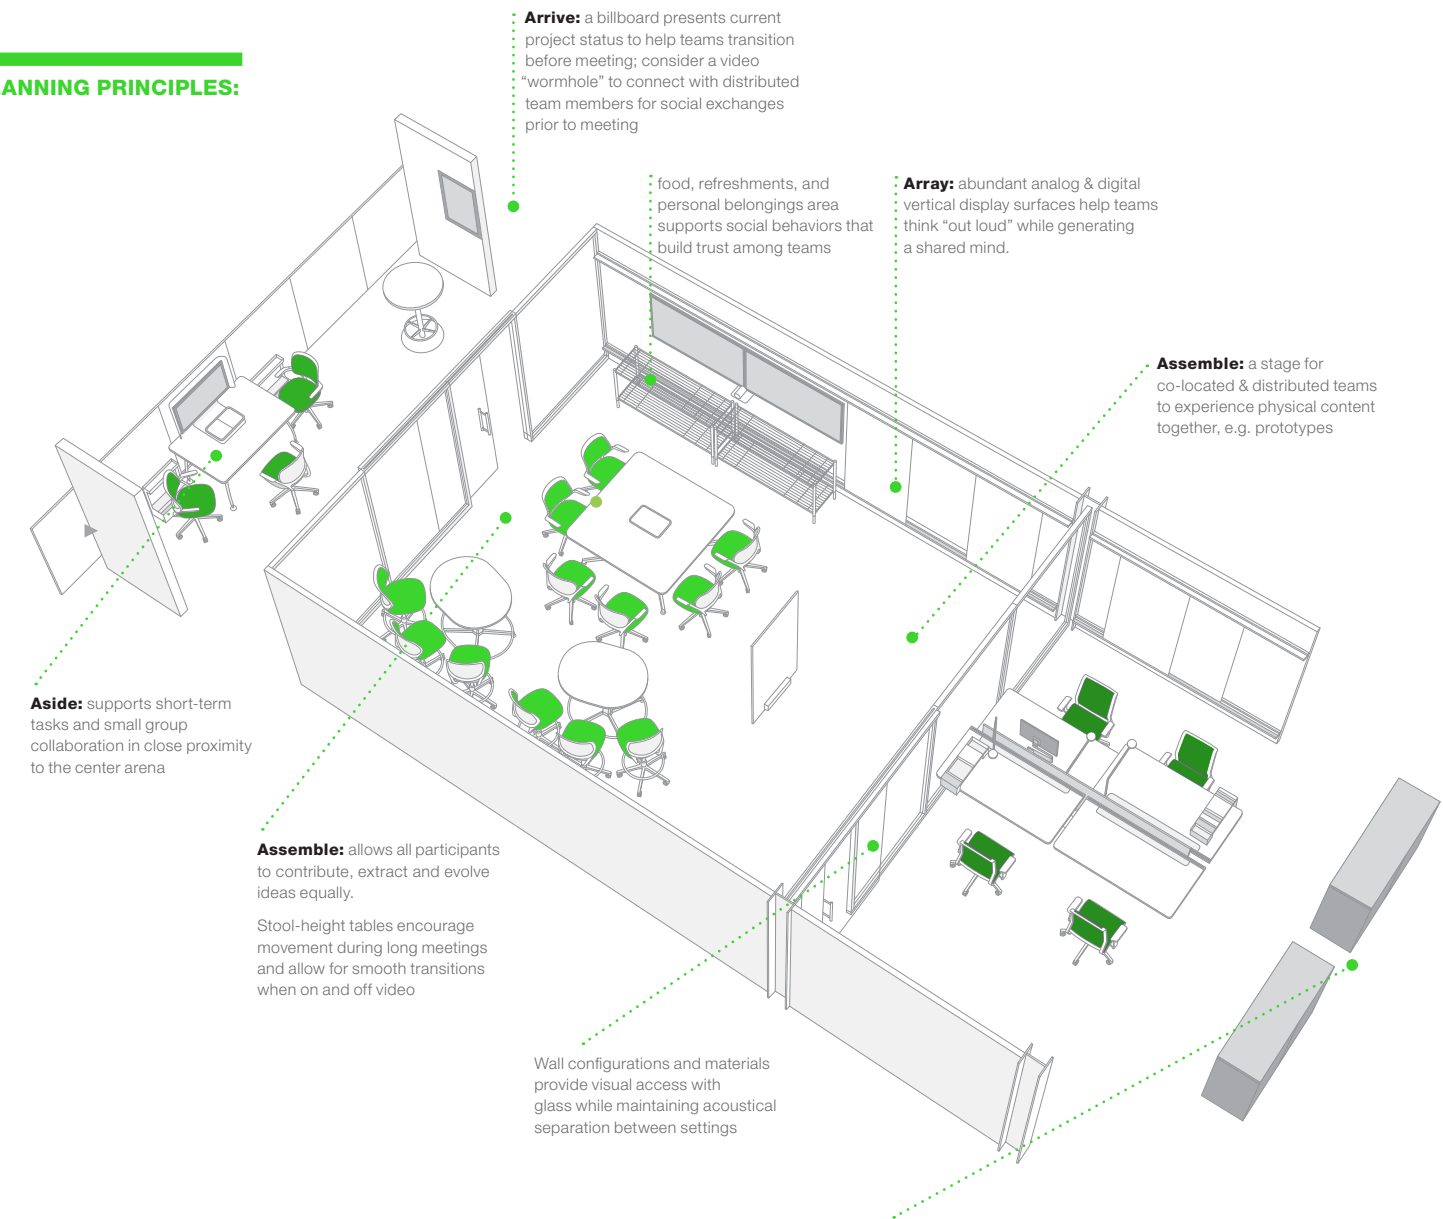 ANNING PRINCIPLES:
Arrive: a billboard presents current
project status to help teams transition
before meeting; consider a video
“wormhole” to connect with distributed
team members for social exchanges
prior to meeting
food, refreshments, and
personal belongings area
supports social behaviors that
build trust among teams
Array: abundant analog & digital
vertical display surfaces help teams
think “out loud” while generating
a shared mind.
Assemble: a stage for
co-located & distributed teams
to experience physical content
together, e.g. prototypes
Aside: supports short-term
tasks and small group
collaboration in close proximity
to the center arena
Assemble: allows all participants
to contribute, extract and evolve
ideas equally.
Stool-height tables encourage
movement during long meetings
and allow for smooth transitions
when on and off video
Wall configurations and materials
provide visual access with
glass while maintaining acoustical
separation between settings